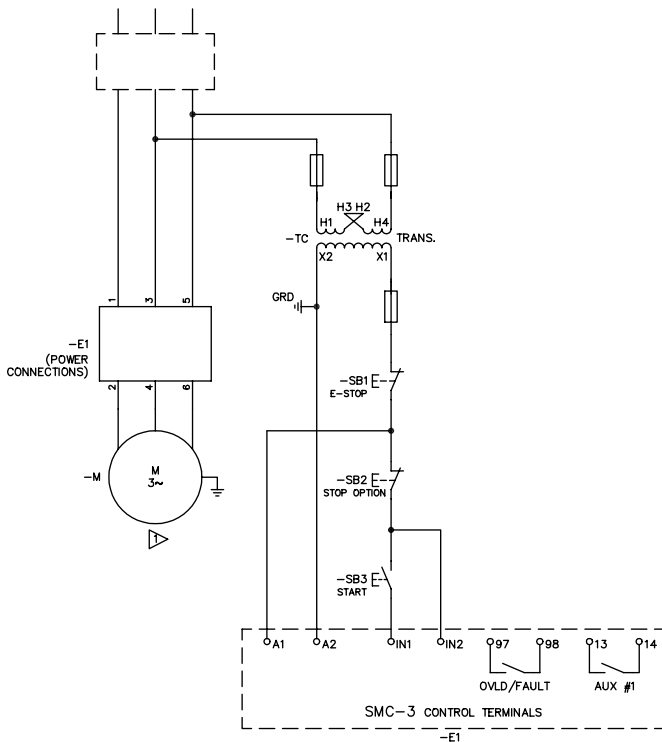 H3 H2
H1
H4
-TC
TRANS.
X2
X1
GRD
1
3
5
-E1
(POWER
CONNECTIONS)
2
4
6
-SB1
E-STOP
-M
M
3~
1
-SB2
STOP OPTION
-SB3
START
A1
A2
IN1
IN2
97
98
13
14
OVLD/FAULT
AUX #1
SMC-3 CONTROL TERMINALS
-E1